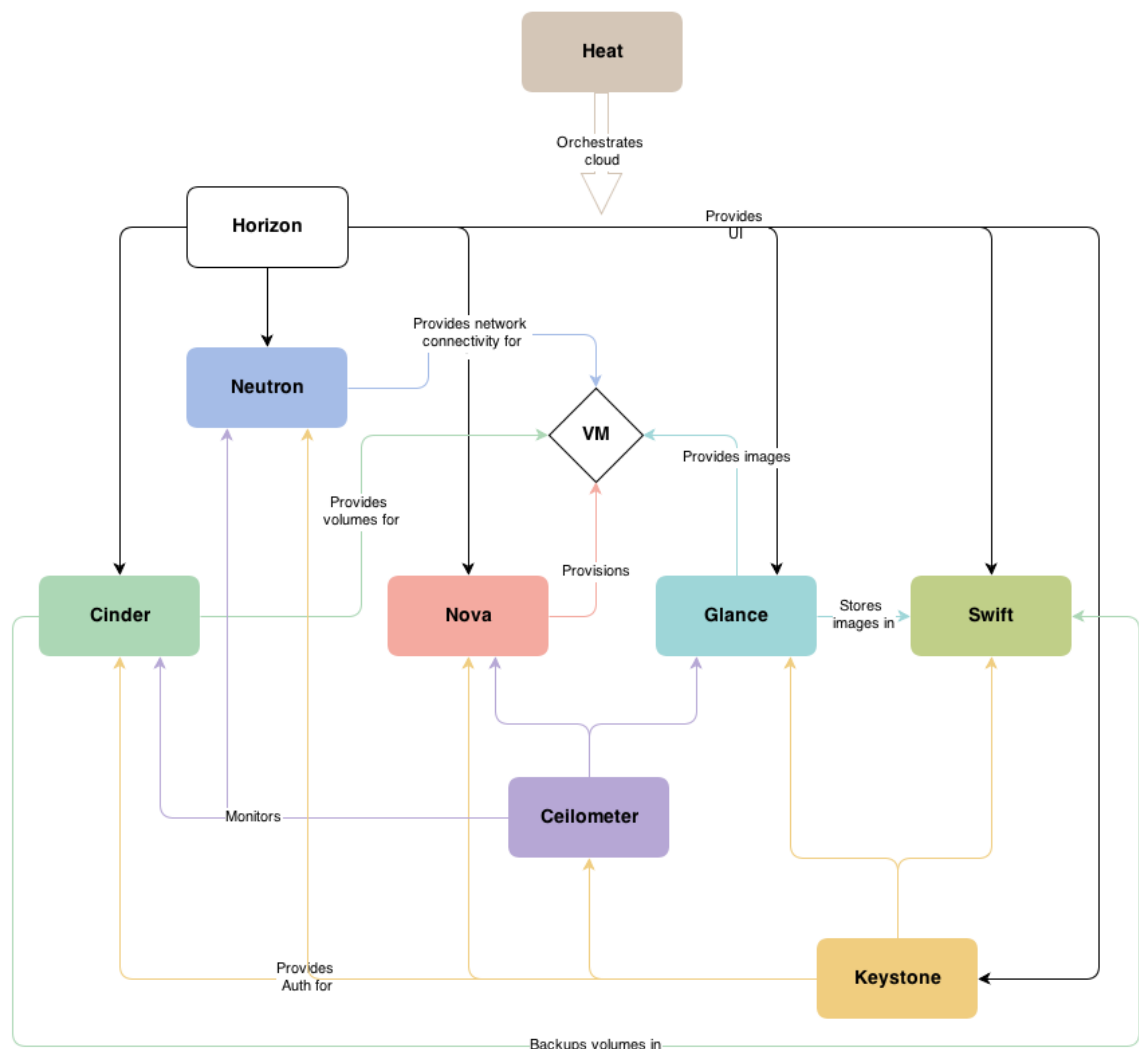 Heat
Orchestrates
cloud
Provides
UI
Horizon
Provides network
connectivity for
Neutron
VM
Provides images
Provides
volumes for
Provisions
Cinder
Nova
Glance
Stores
images in
Swift
Ceilometer
Monitors
Provides
Auth for
Keystone
Backups volumes in